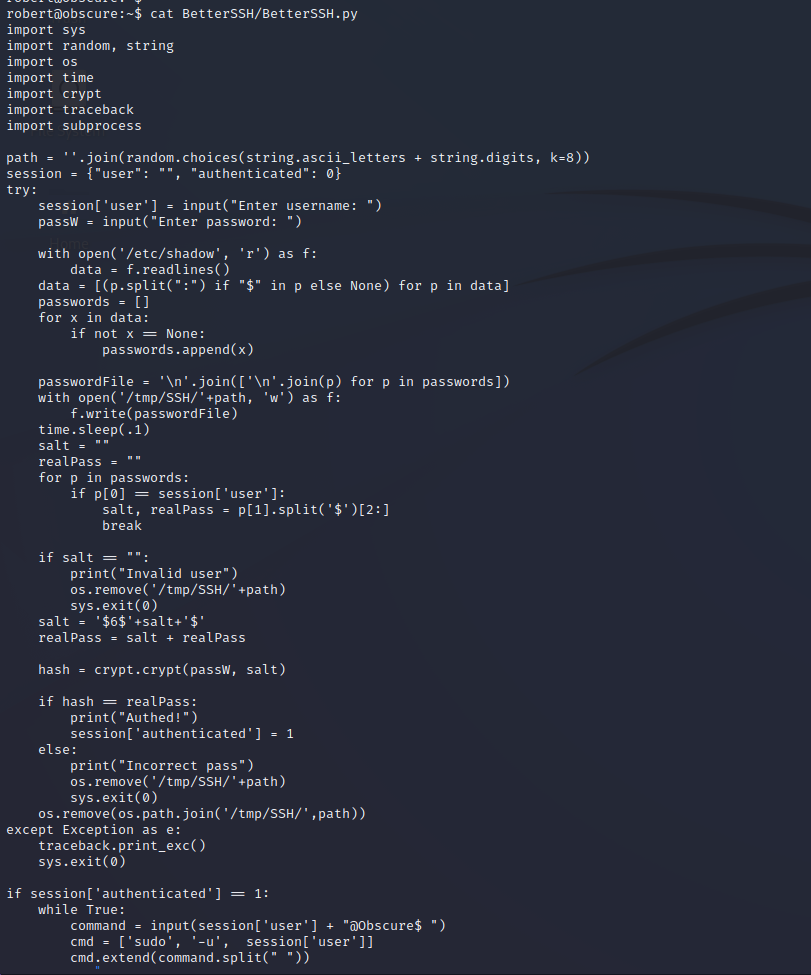 robert@obscure:~$ cat BetterSSH/BetterSSH.py
import sys
import random, string
import os
import time
import crypt
import traceback
import subprocess

path = ''.join(random.choices(string.ascii_letters + string.digits, k=8))
session = {"user": "", "authenticated": 0}
try:
    session['user'] = input("Enter username: ")
    passW = input("Enter password: ")

    with open('/etc/shadow', 'r') as f:
        data = f.readlines()
    data = [(p.split(":") if "$" in p else None) for p in data]
    passwords = []
    for x in data:
        if not x == None:
            passwords.append(x)

    passwordFile = '\n'.join(['\n'.join(p) for p in passwords])
    with open('/tmp/SSH/'+path, 'w') as f:
        f.write(passwordFile)
    time.sleep(.1)
    salt = ""
    realPass = ""
    for p in passwords:
        if p[0] == session['user']:
            salt, realPass = p[1].split('$')[2:]
            break

    if salt == "":
        print("Invalid user")
        os.remove('/tmp/SSH/'+path)
        sys.exit(0)
    salt = '$6$'+salt+'$'
    realPass = salt + realPass

    hash = crypt.crypt(passW, salt)

    if hash == realPass:
        print("Authed!")
        session['authenticated'] = 1
    else:
        print("Incorrect pass")
        os.remove('/tmp/SSH/'+path)
        sys.exit(0)
    os.remove(os.path.join('/tmp/SSH/',path))
except Exception as e:
    traceback.print_exc()
    sys.exit(0)

if session['authenticated'] == 1:
    while True:
        command = input(session['user'] + "@Obscure$ ")
        cmd = ['sudo', '-u',  session['user']]
        cmd.extend(command.split(" "))